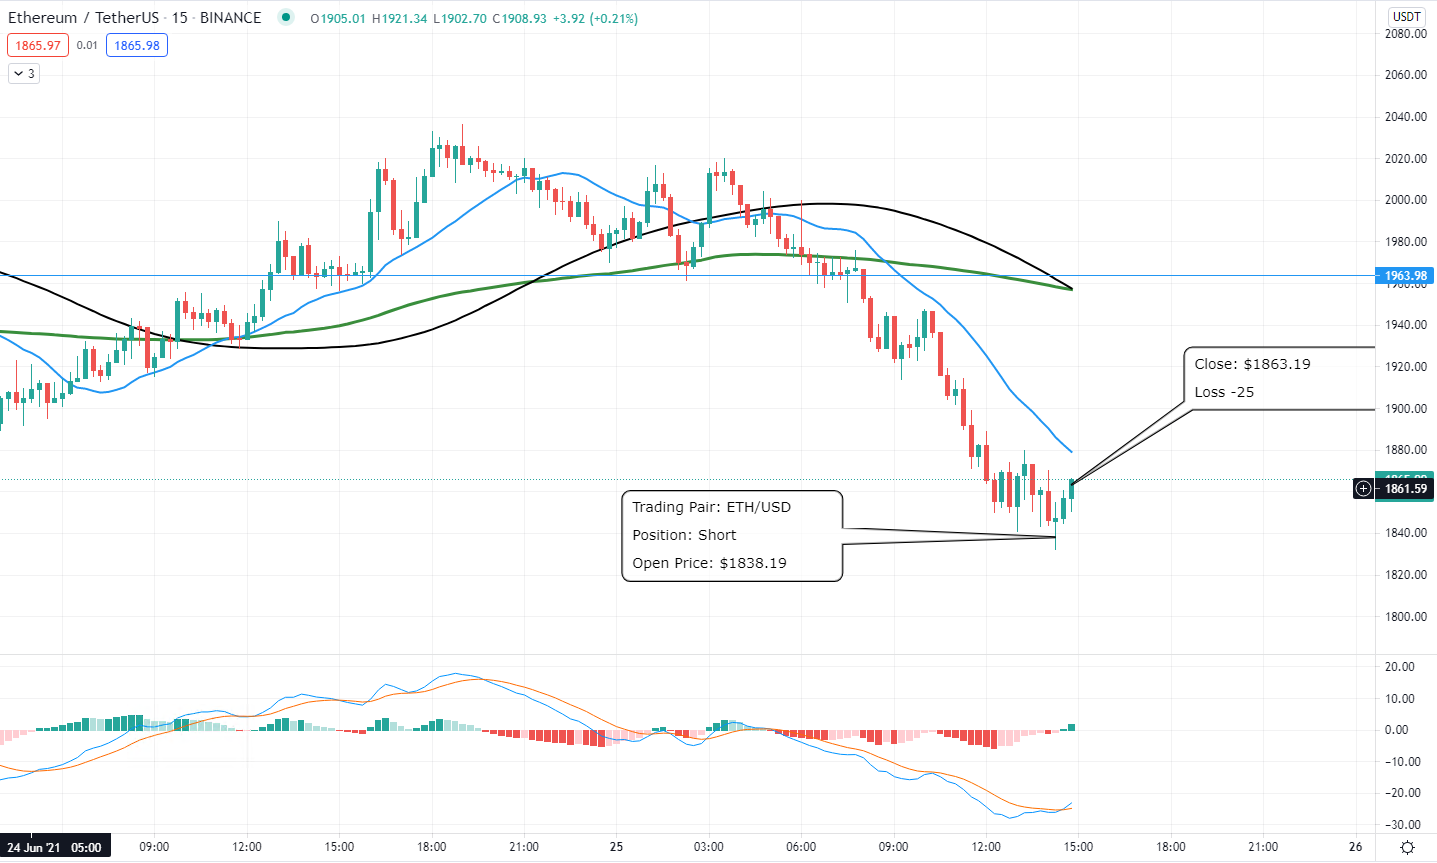 Ethereum / TetherUS · 15 · BINANCE O1905.01 H1921.34 L1902.70 C1908.93 +3.92 (+0.21%)
1865.97 0.01 1865.98
3
USDT
2080.00
2060.00
2040.00
2020.00
2000.00
1980.00
1963.98
1940.00
1920.00
1900.00
1880.00
1861.59
1840.00
1820.00
1800.00
Close: $1863.19
Loss -25
Trading Pair: ETH/USD
Position: Short
Open Price: $1838.19
20.00
10.00
0.00
−10.00
−20.00
−30.00
24 Jun '21 05:00 09:00 12:00 15:00 18:00 21:00 25 03:00 06:00 09:00 12:00 15:00 18:00 21:00 26